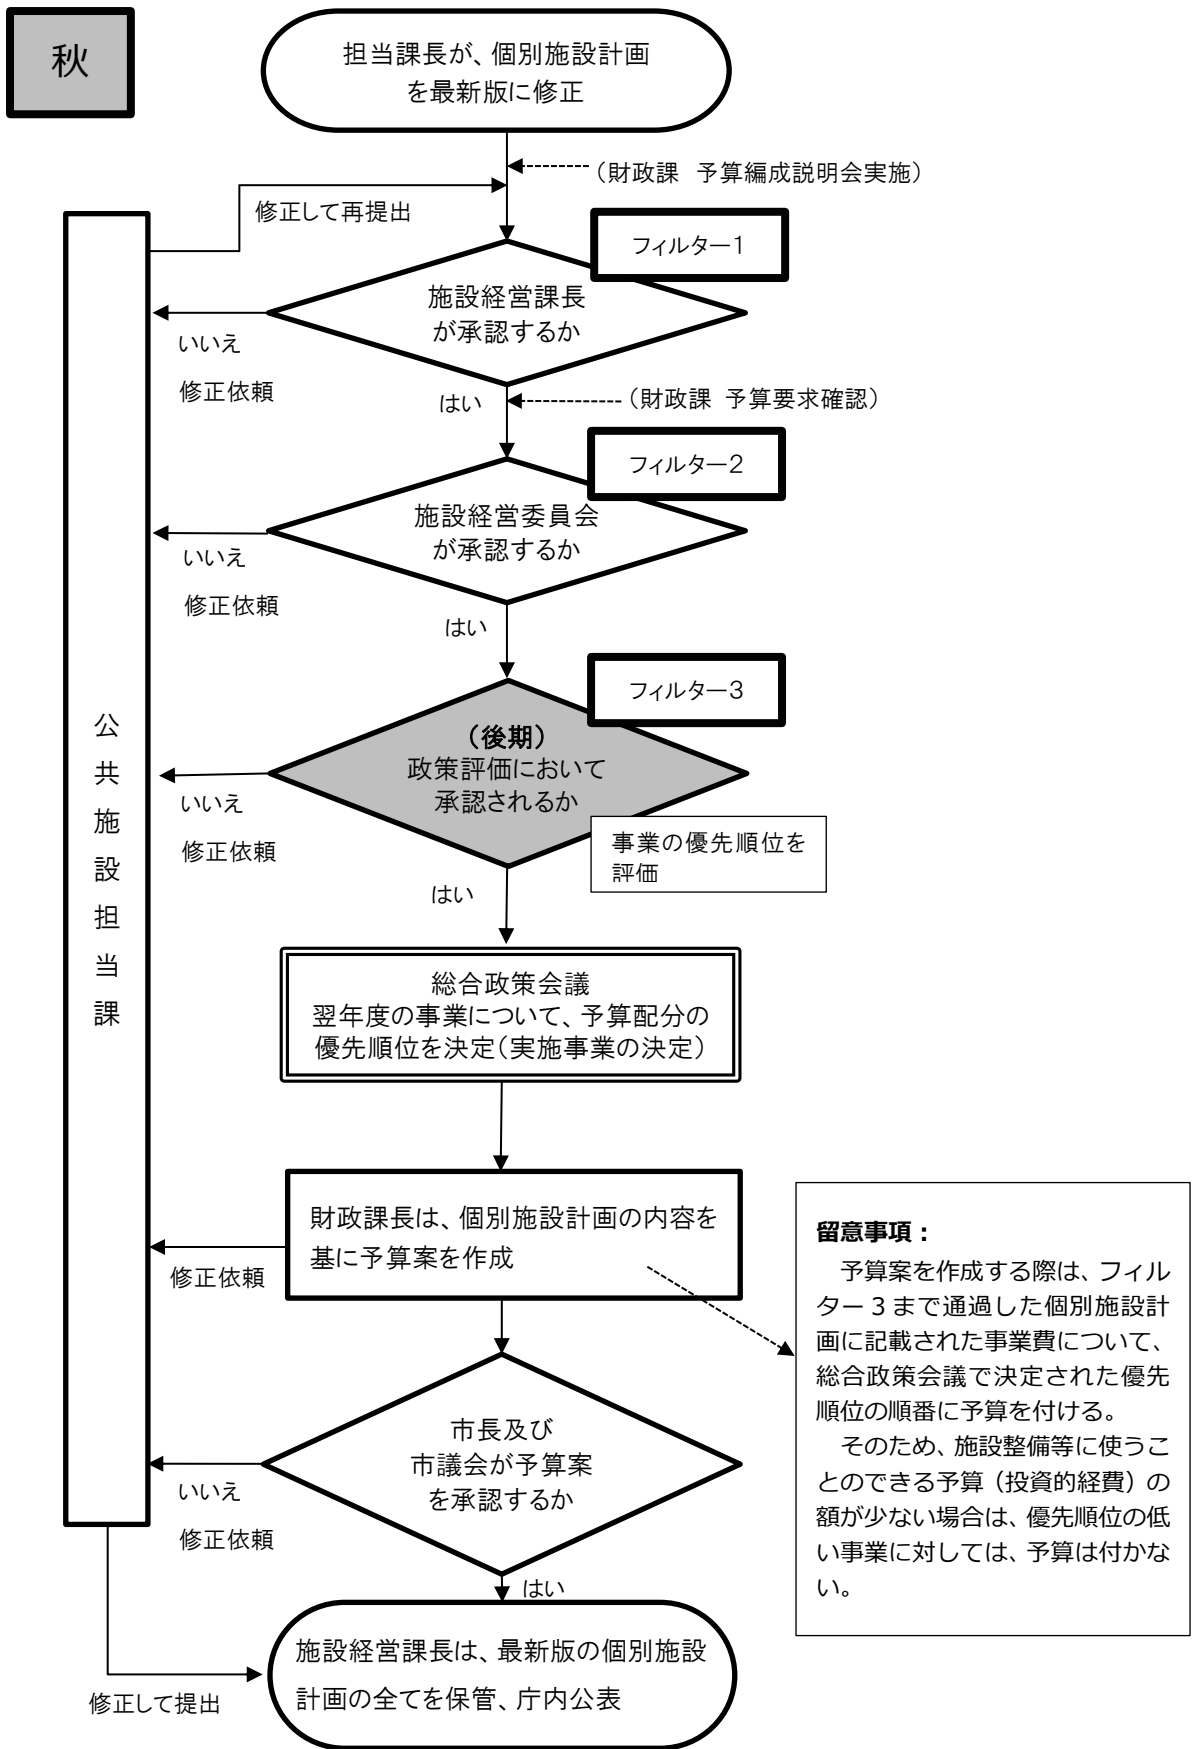 秋
担当課長が、個別施設計画
を最新版に修正
（財政課 予算編成説明会実施）
修正して再提出
フィルター1
施設経営課長
が承認するか
いいえ
修正依頼
はい
（財政課 予算要求確認）
フィルター2
施設経営委員会
が承認するか
いいえ
修正依頼
はい
フィルター3
（後期）
政策評価において
承認されるか
いいえ
修正依頼
事業の優先順位を
評価
はい
公共施設担当課
総合政策会議
翌年度の事業について、予算配分の
優先順位を決定（実施事業の決定）
財政課長は、個別施設計画の内容を
基に予算案を作成
修正依頼
留意事項：
予算案を作成する際は、フィル
ター３まで通過した個別施設計
画に記載された事業費について、
総合政策会議で決定された優先
順位の順番に予算を付ける。
そのため、施設整備等に使うこ
とのできる予算（投資的経費）の
額が少ない場合は、優先順位の低
い事業に対しては、予算は付かな
い。
市長及び
市議会が予算案
を承認するか
いいえ
修正依頼
はい
施設経営課長は、最新版の個別施設
計画の全てを保管、庁内公表
修正して提出